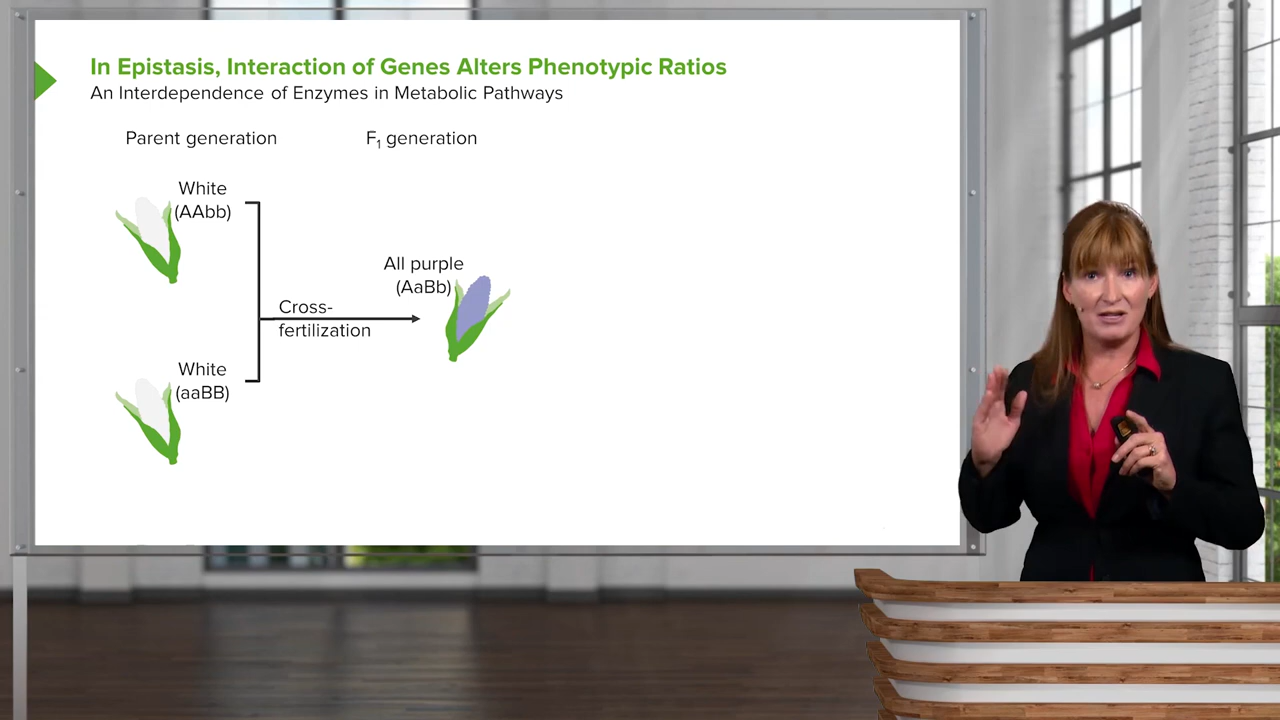 In Epistasis, Interaction of Genes Alters Phenotypic Ratios
An Interdependence of Enzymes in Metabolic Pathways
Parent generation
F₁ generation
White
(AAbb)
All purple
(AaBb)
Cross-
fertilization
White
(aaBB)